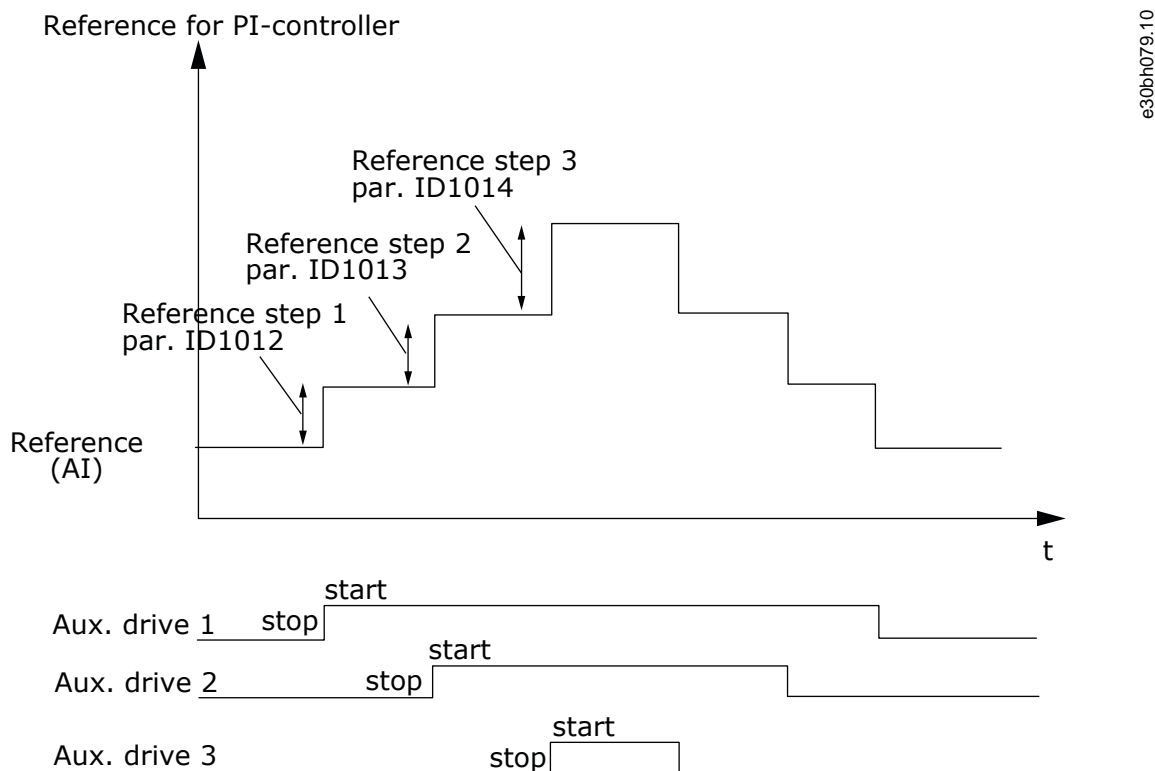 Reference for PI-controller
e30bh079.10
Reference step 3
par. ID1014
Reference step 2
par. ID1013
Reference step 1
par. ID1012
Reference
(AI)
t
start
Aux. drive 1 stop
start
Aux. drive 2 stop
start
Aux. drive 3 stop